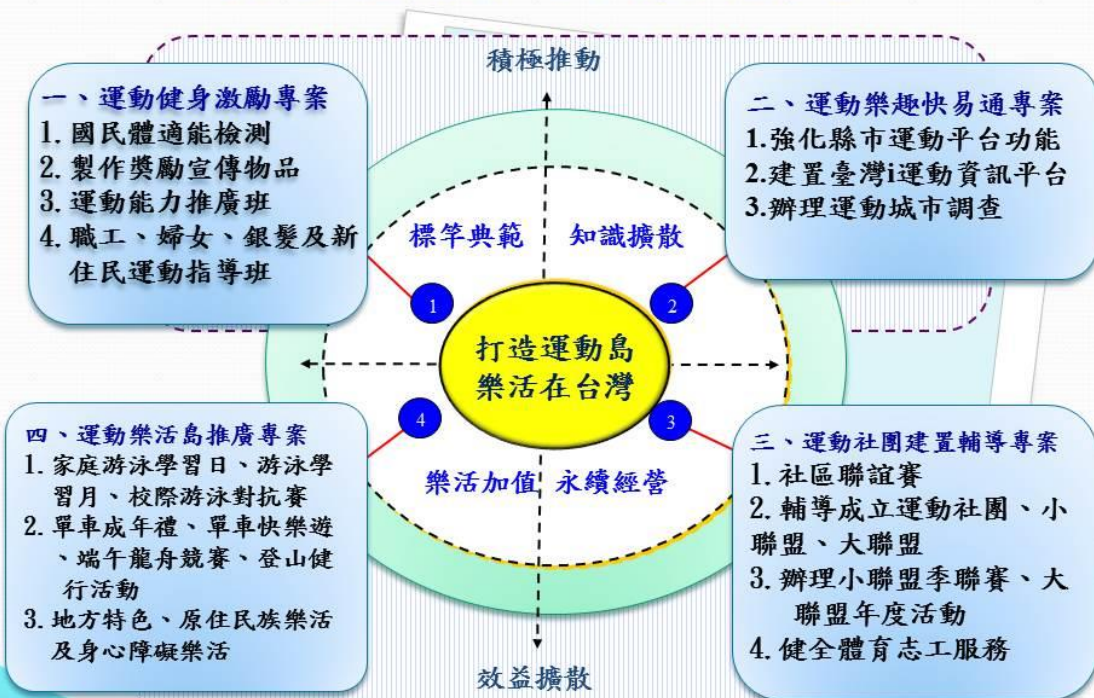 積極推動
一、運動健身激勵專案
1. 國民體適能檢測
2. 製作獎勵宣傳物品
3. 運動能力推廣班
4. 職工、婦女、銀髮及新
住民運動指導班
二、運動樂趣快易通專案
1.強化縣市運動平台功能
2.建置臺灣i運動資訊平台
3.辦理運動城市調查
標竿典範
知識擴散
1
2
打造運動島
樂活在台灣
4
3
樂活加值
永續經營
四、運動樂活島推廣專案
1. 家庭游泳學習日、游泳學
習月、校際游泳對抗賽
2. 單車成年禮、單車快樂遊
、端午龍舟競賽、登山健
行活動
3. 地方特色、原住民族樂活
及身心障礙樂活
三、運動社團建置輔導專案
1. 社區聯誼賽
2. 輔導成立運動社團、小
聯盟、大聯盟
3. 辦理小聯盟季聯賽、大
聯盟年度活動
4. 健全體育志工服務
效益擴散